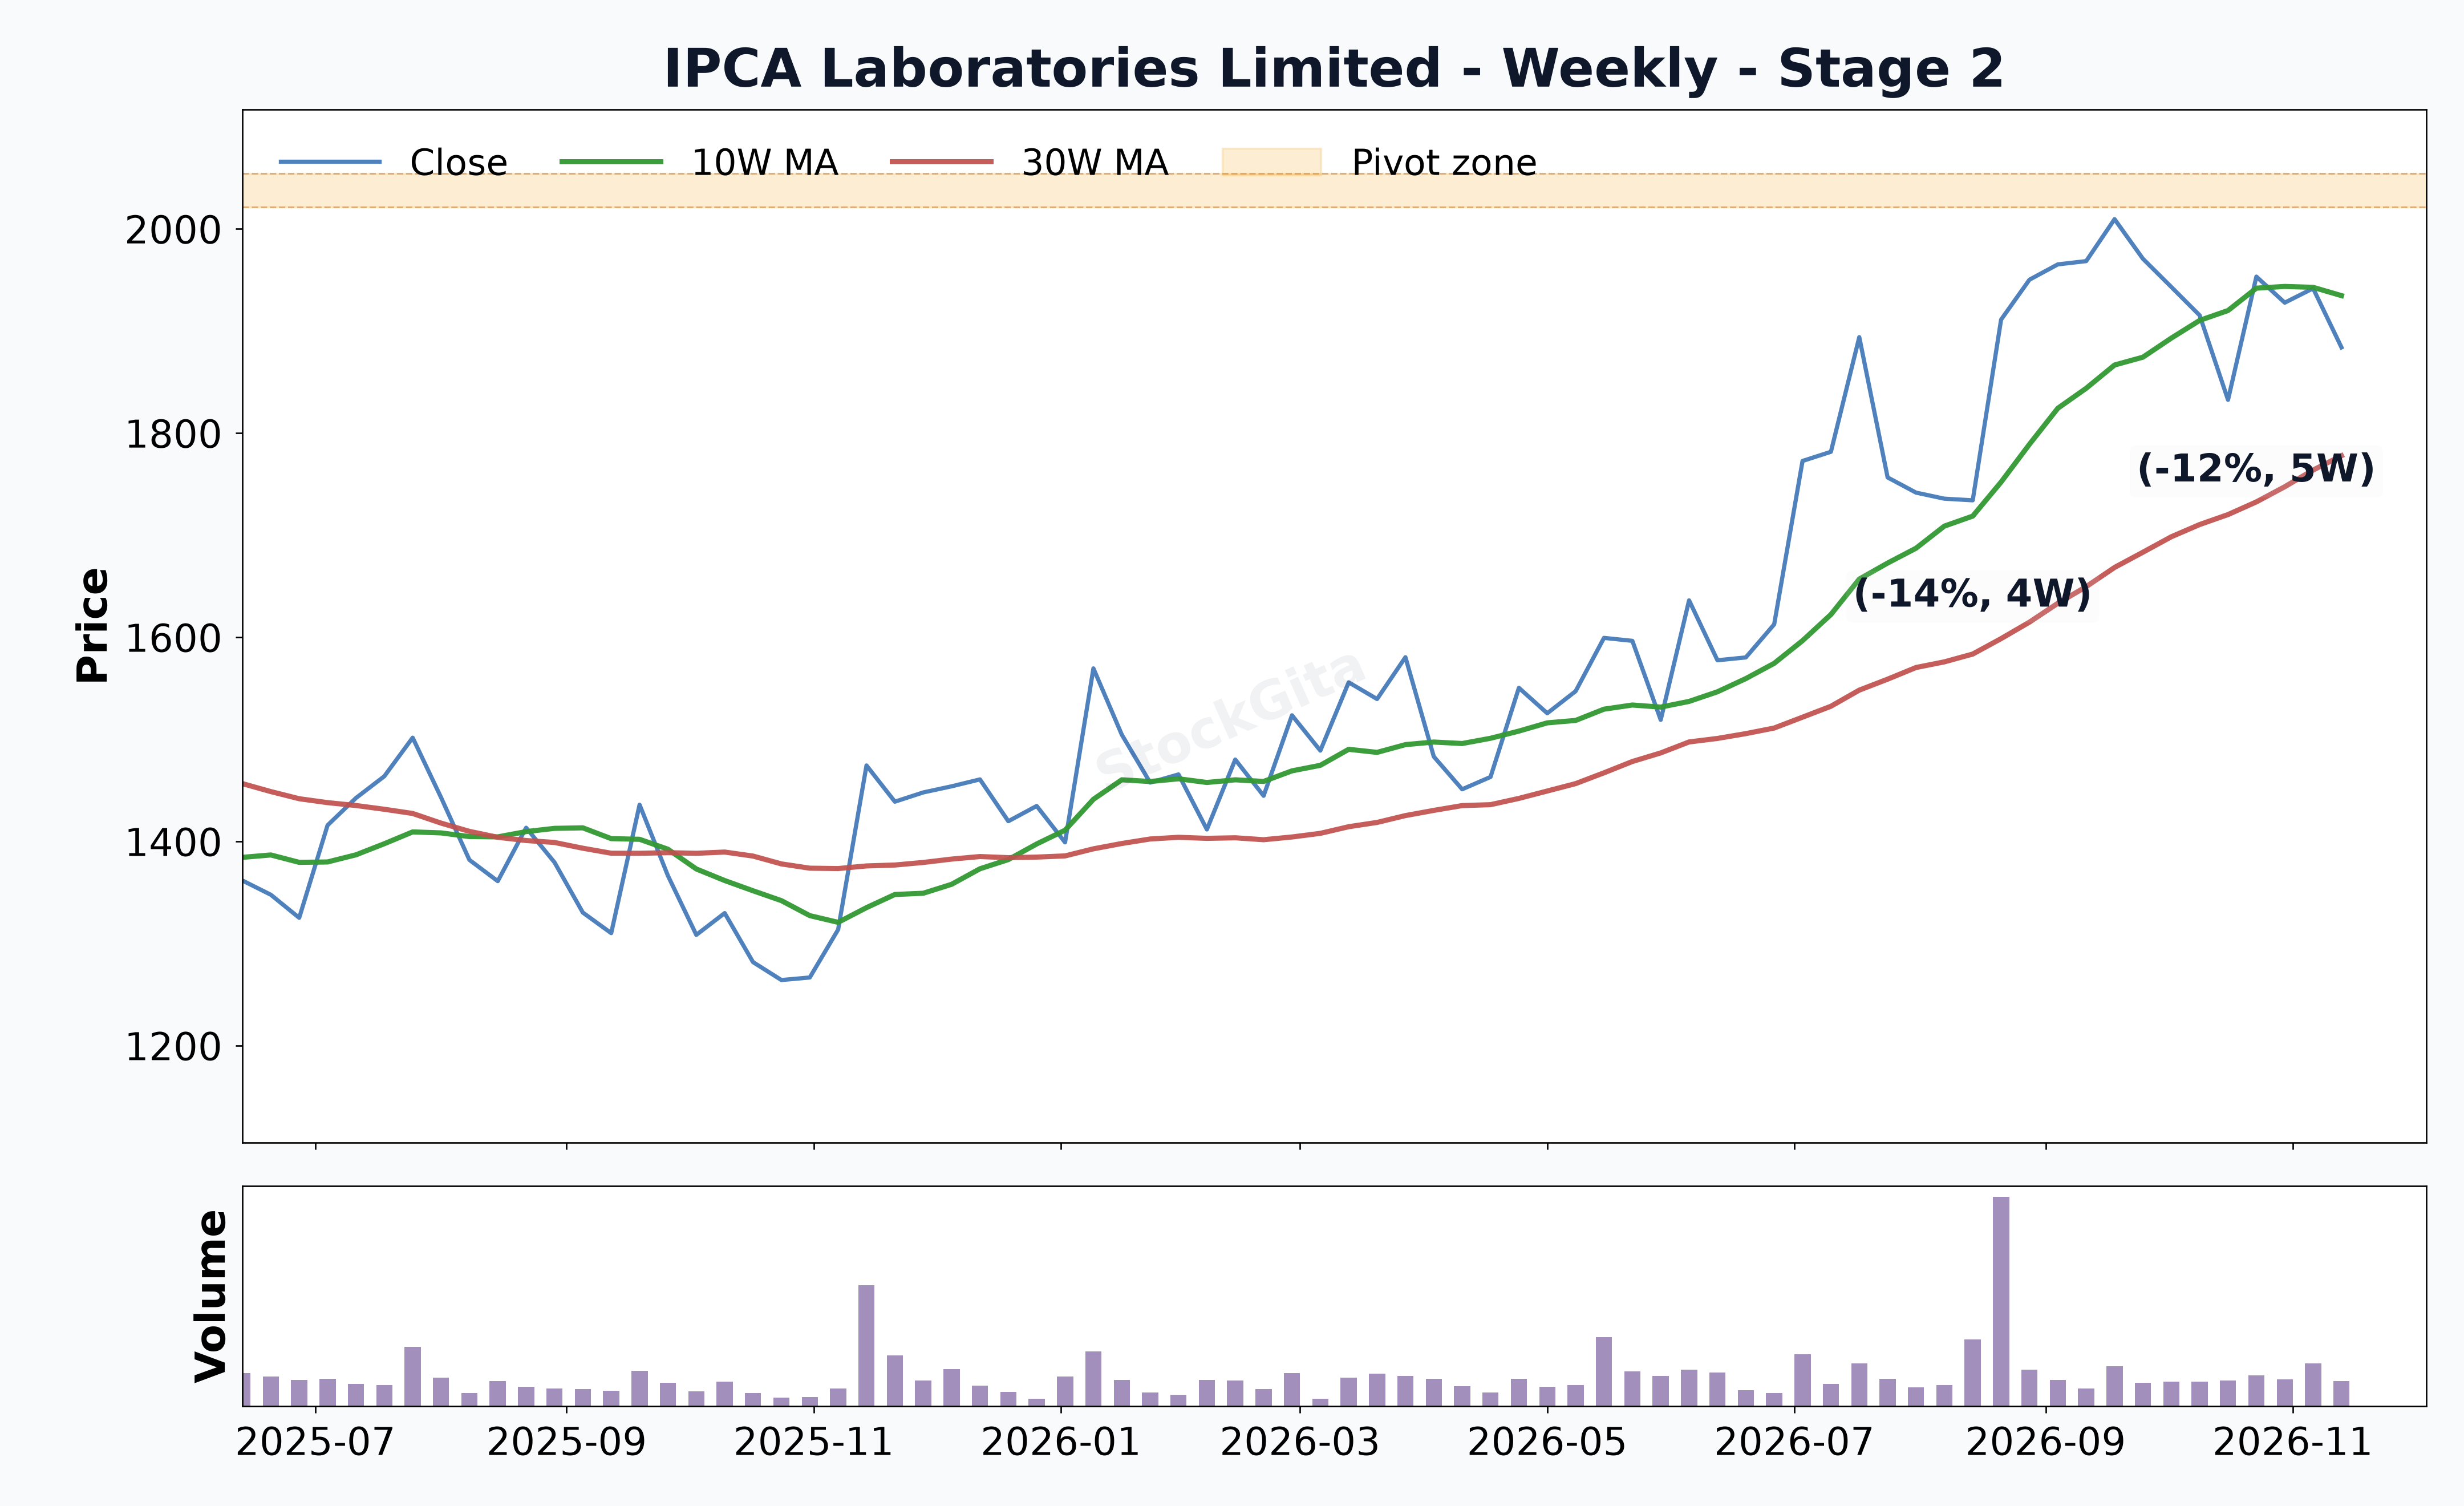 IPCA Laboratories Limited - Weekly - Stage 2
Close 10W MA 30W MA Pivot zone
2000
1800
1600
1400
1200
Price
(-12%, 5W)
(-14%, 4W)
StockGita
Volume
2025-07 2025-09 2025-11 2026-01 2026-03 2026-05 2026-07 2026-09 2026-11